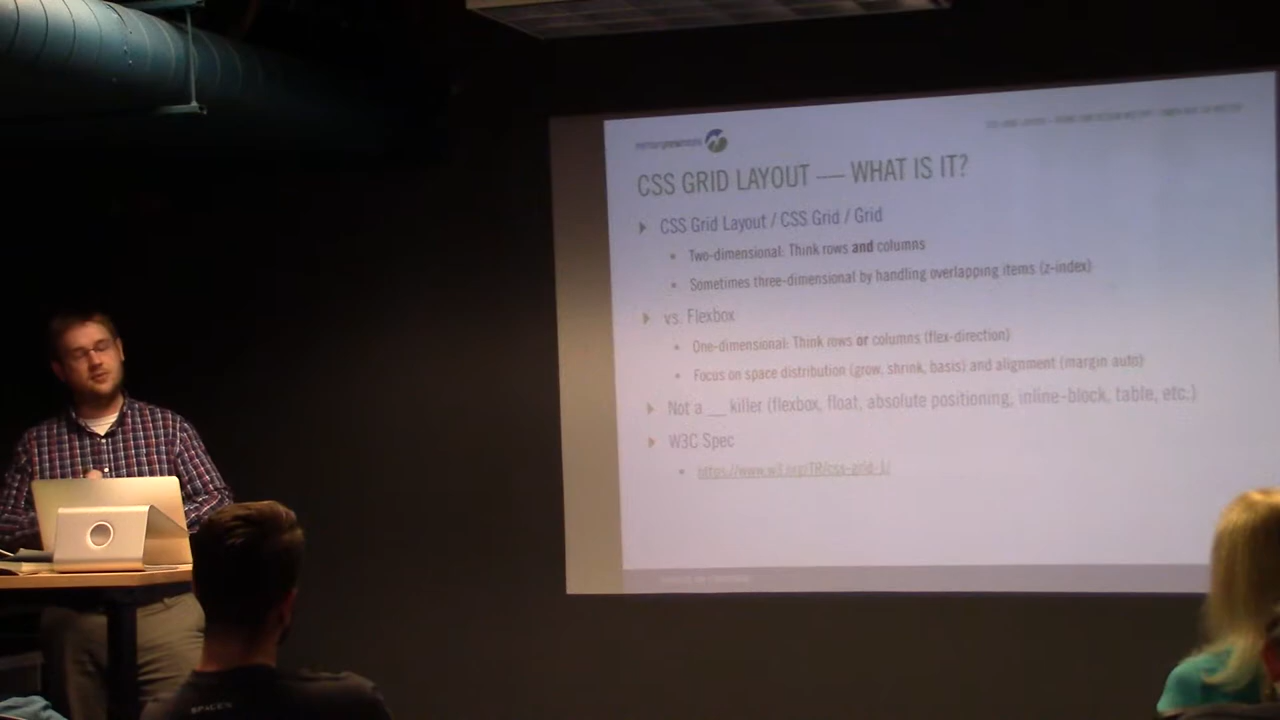 CSS GRID LAYOUT — WHAT IS IT?
CSS Grid Layout / CSS Grid / Grid
Two-dimensional: Think rows and columns
Sometimes three-dimensional by handling overlapping items (z-index)
vs. Flexbox
One-dimensional: Think rows or columns (flex-direction)
Focus on space distribution (grow, shrink, basis) and alignment (margin auto)
Not a __ killer (flexbox, float, absolute positioning, inline-block, table, etc.)
W3C Spec
https://www.w3.org/TR/css-grid-1/